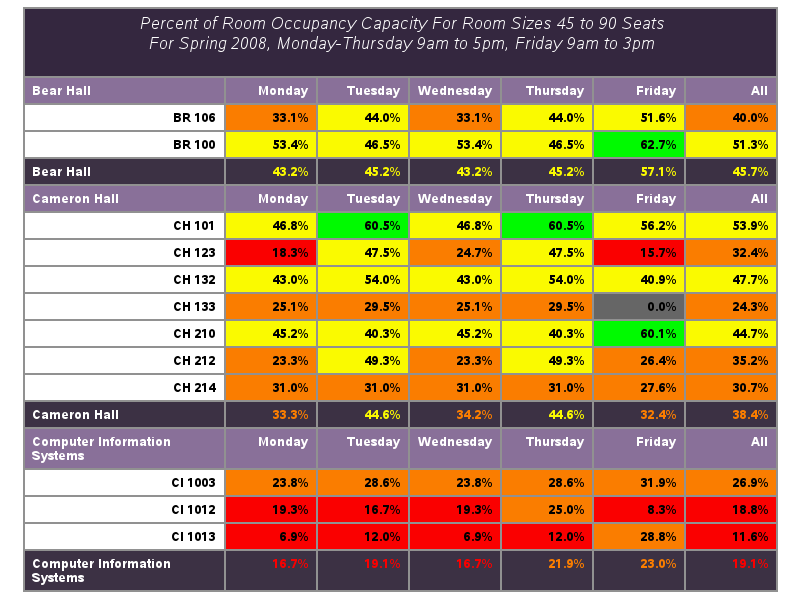 Percent of Room Occupancy Capacity For Room Sizes 45 to 90 Seats
For Spring 2008, Monday-Thursday 9am to 5pm, Friday 9am to 3pm
Bear Hall Monday Tuesday Wednesday Thursday Friday All
BR 106 33.1% 44.0% 33.1% 44.0% 51.6% 40.0%
BR 100 53.4% 46.5% 53.4% 46.5% 62.7% 51.3%
Bear Hall 43.2% 45.2% 43.2% 45.2% 57.1% 45.7%
Cameron Hall Monday Tuesday Wednesday Thursday Friday All
CH 101 46.8% 60.5% 46.8% 60.5% 56.2% 53.9%
CH 123 18.3% 47.5% 24.7% 47.5% 15.7% 32.4%
CH 132 43.0% 54.0% 43.0% 54.0% 40.9% 47.7%
CH 133 25.1% 29.5% 25.1% 29.5% 0.0% 24.3%
CH 210 45.2% 40.3% 45.2% 40.3% 60.1% 44.7%
CH 212 23.3% 49.3% 23.3% 49.3% 26.4% 35.2%
CH 214 31.0% 31.0% 31.0% 31.0% 27.6% 30.7%
Cameron Hall 33.3% 44.6% 34.2% 44.6% 32.4% 38.4%
Computer Information Monday Tuesday Wednesday Thursday Friday All
Systems
CI 1003 23.8% 28.6% 23.8% 28.6% 31.9% 26.9%
CI 1012 19.3% 16.7% 19.3% 25.0% 8.3% 18.8%
CI 1013 6.9% 12.0% 6.9% 12.0% 28.8% 11.6%
Computer Information 16.7% 19.1% 16.7% 21.9% 23.0% 19.1%
Systems